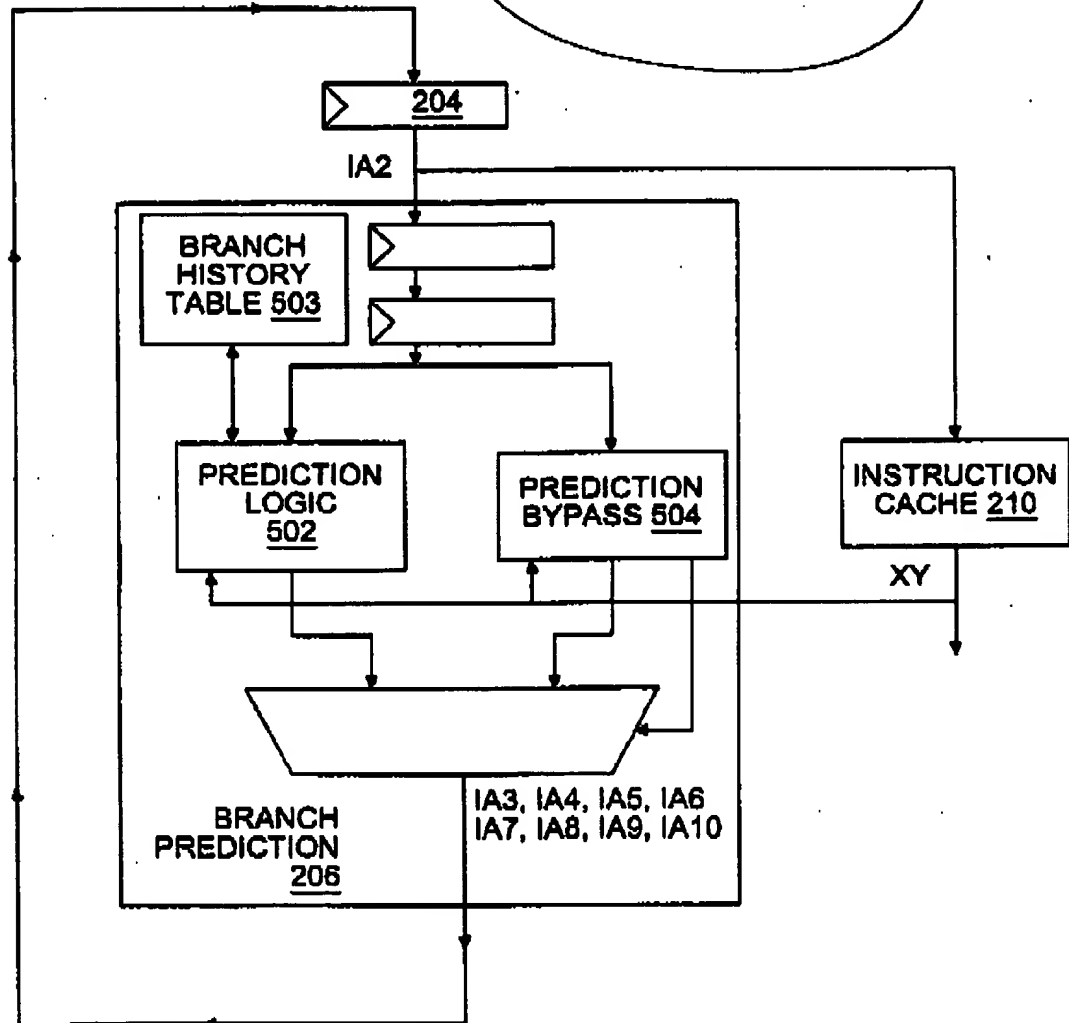 204
IA2
BRANCH
HISTORY
TABLE 503
PREDICTION
LOGIC
502
PREDICTION
BYPASS 504
INSTRUCTION
CACHE 210
XY
IA3, IA4, IA5, IA6
IA7, IA8, IA9, IA10
BRANCH
PREDICTION
206